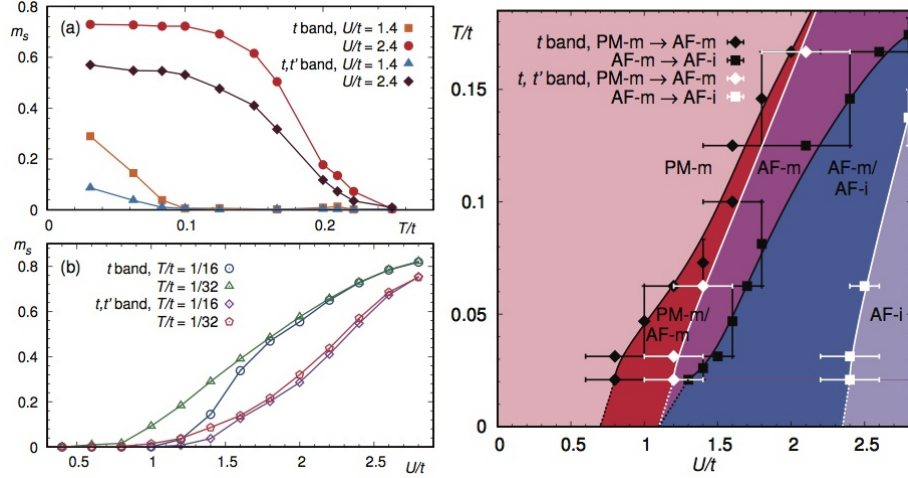 (a)
m_s
0.8
0.6
0.4
0.2
0
t band, U/t = 1.4
U/t = 2.4
t,t' band, U/t = 1.4
U/t = 2.4
0
0.1
0.2
T/t
(b)
m_s
0.8
0.6
0.4
0.2
0
t band, T/t = 1/16
T/t = 1/32
t,t' band, T/t = 1/16
T/t = 1/32
0.5
1
1.5
2
2.5
U/t
T/t
0.15
0.1
0.05
0
t band, PM-m → AF-m
AF-m → AF-i
t, t' band, PM-m → AF-m
AF-m → AF-i
PM-m
AF-m
AF-m/
AF-i
PM-m/
AF-m
AF-i
0
0.5
1
1.5
2
2.5
U/t